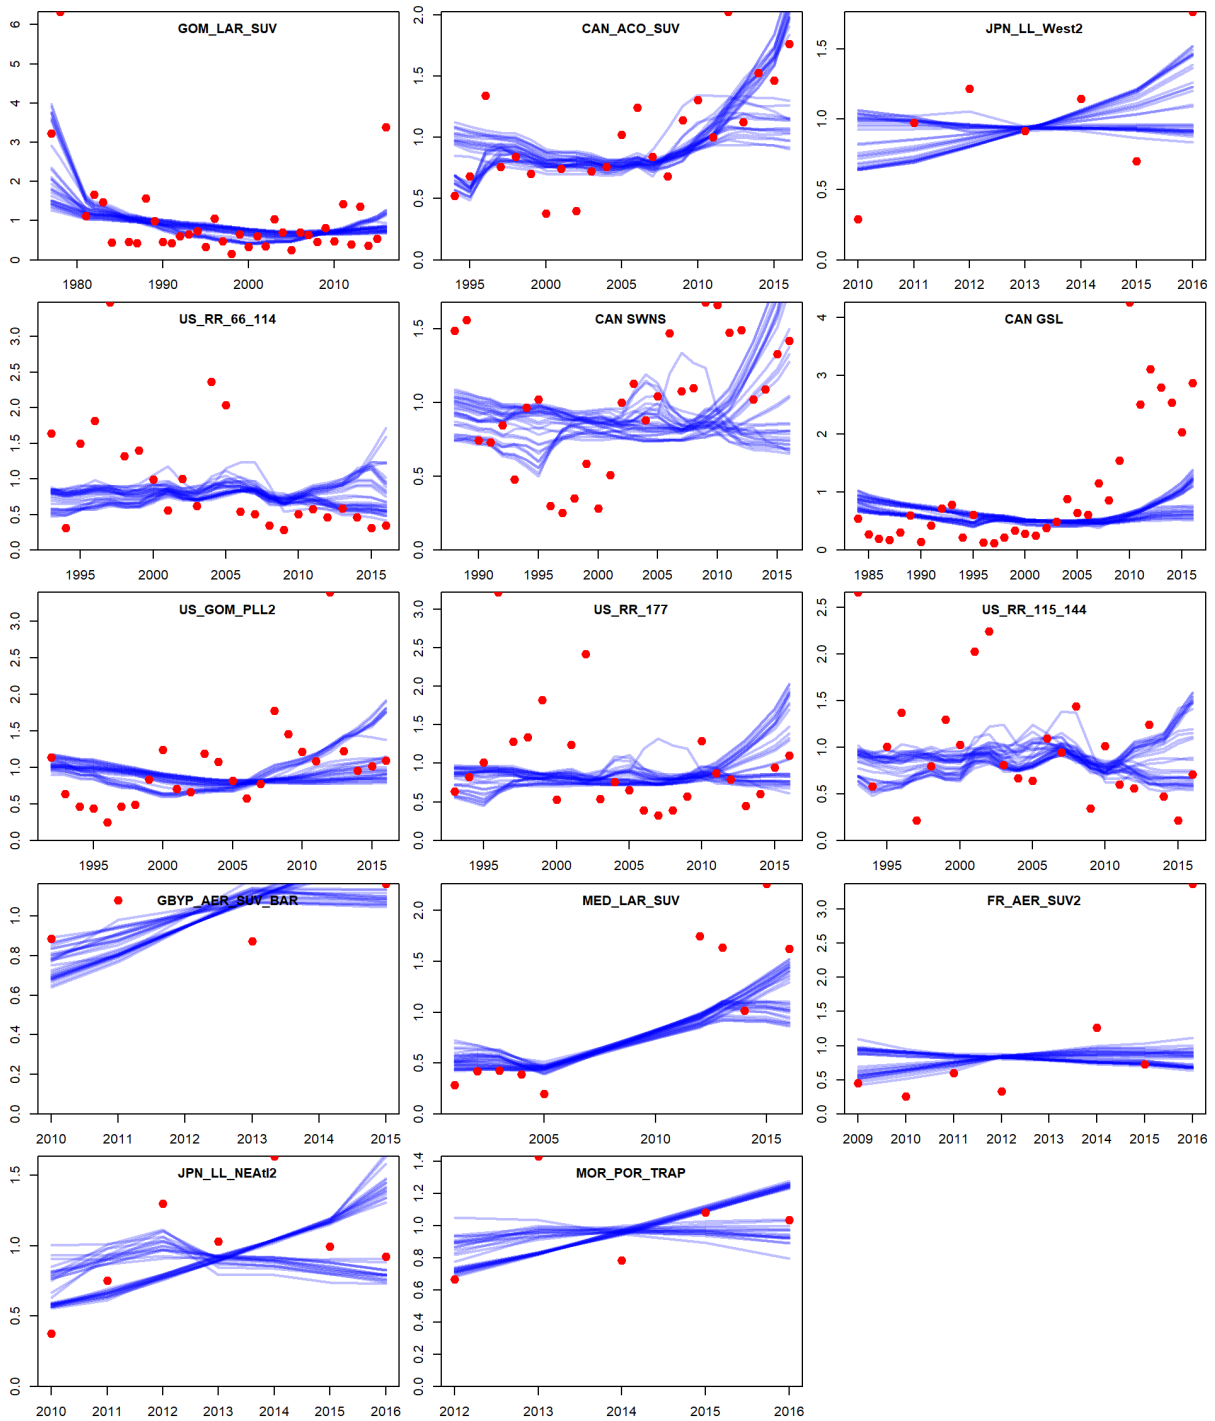 GOM_LAR_SUV
0 1 2 3 4 5 6
1980 1990 2000 2010
CAN_ACO_SUV
0.0 0.5 1.0 1.5 2.0
1995 2000 2005 2010 2015
JPN_LL_West2
0.0 0.5 1.0 1.5
2010 2011 2012 2013 2014 2015 2016
US_RR_66_114
0.0 0.5 1.0 1.5 2.0 2.5 3.0
1995 2000 2005 2010 2015
CAN SWNS
0.0 0.5 1.0 1.5
1990 1995 2000 2005 2010 2015
CAN GSL
0 1 2 3 4
1985 1990 1995 2000 2005 2010 2015
US_GOM_PLL2
0.0 0.5 1.0 1.5 2.0 2.5 3.0
1995 2000 2005 2010 2015
US_RR_177
0.0 0.5 1.0 1.5 2.0 2.5 3.0
1995 2000 2005 2010 2015
US_RR_115_144
0.0 0.5 1.0 1.5 2.0 2.5
1995 2000 2005 2010 2015
GBYP_AER_SUV_BAR
0.0 0.2 0.4 0.6 0.8 1.0
2010 2011 2012 2013 2014 2015
MED_LAR_SUV
0.0 0.5 1.0 1.5 2.0
2005 2010 2015
FR_AER_SUV2
0.0 0.5 1.0 1.5 2.0 2.5 3.0
2009 2010 2011 2012 2013 2014 2015 2016
JPN_LL_NEAtl2
0.0 0.5 1.0 1.5
2010 2011 2012 2013 2014 2015 2016
MOR_POR_TRAP
0.0 0.2 0.4 0.6 0.8 1.0 1.2 1.4
2012 2013 2014 2015 2016